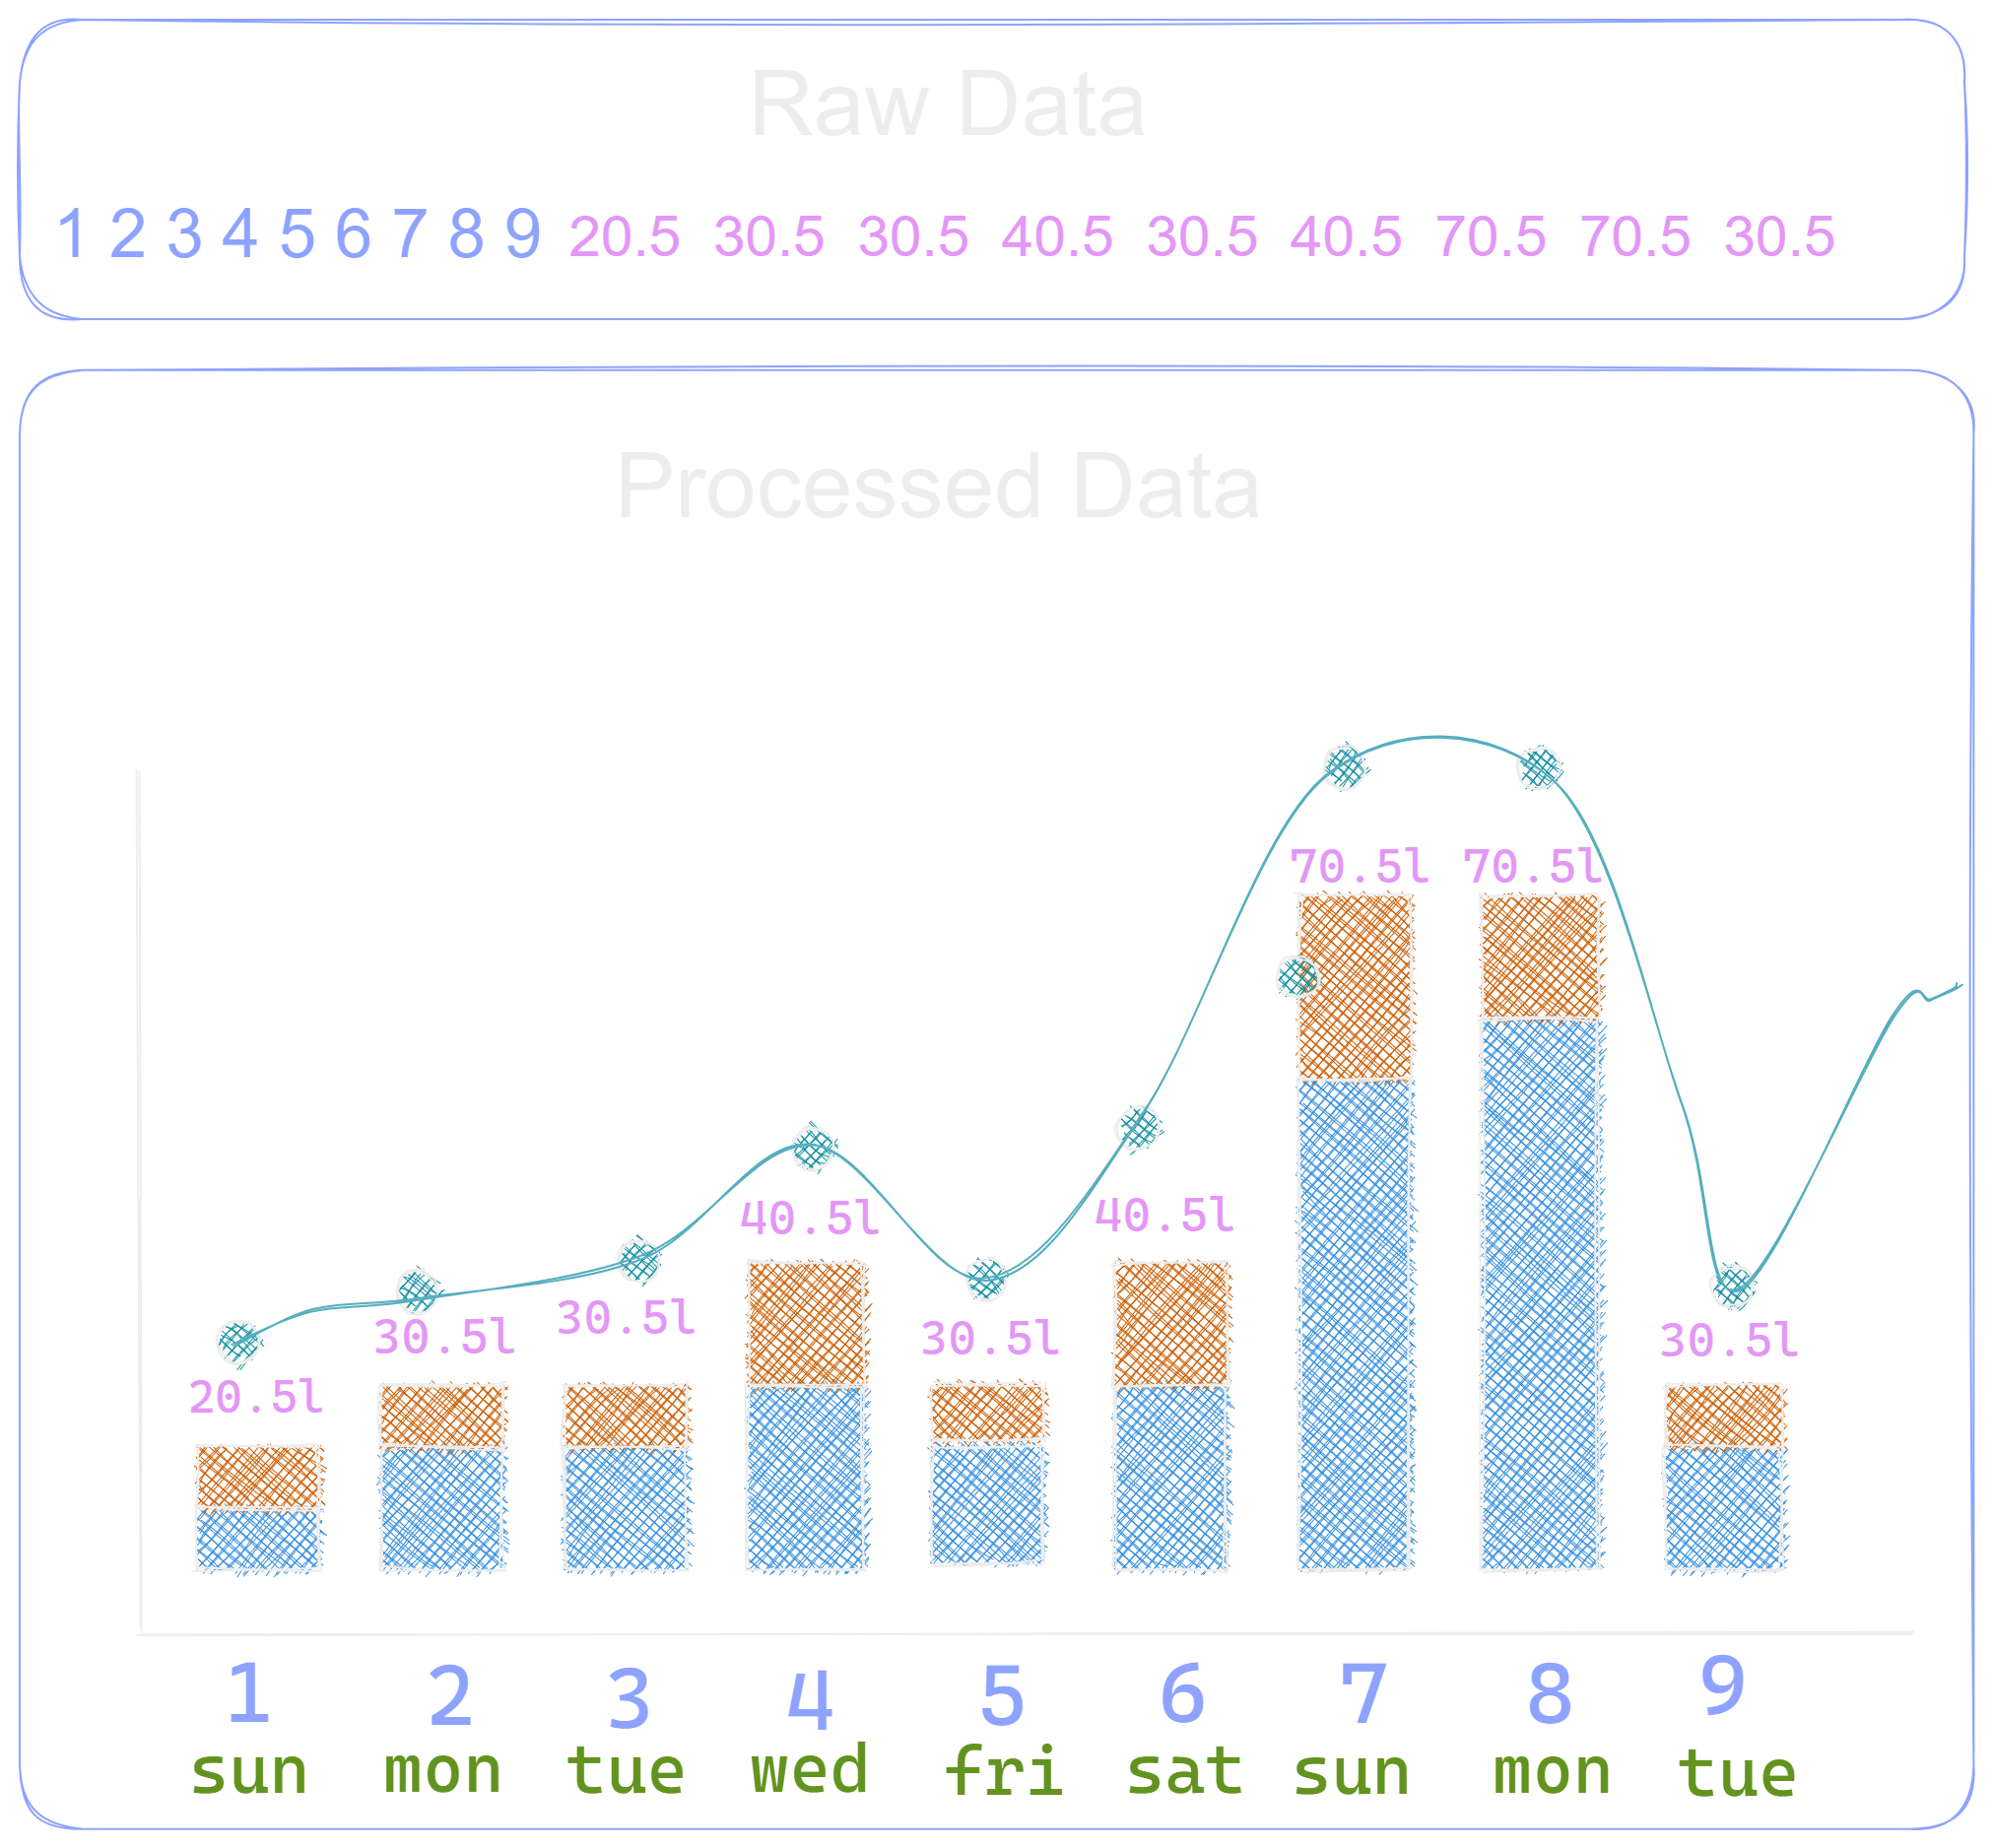 Raw Data
1 2 3 4 5 6 7 8 9 20.5 30.5 30.5 40.5 30.5 40.5 70.5 70.5 30.5
Processed Data
70.5l 70.5l
40.5l 40.5l
30.5l 30.5l 30.5l 30.5l
20.5l
1 2 3 4 5 6 7 8 9
sun mon tue wed fri sat sun mon tue